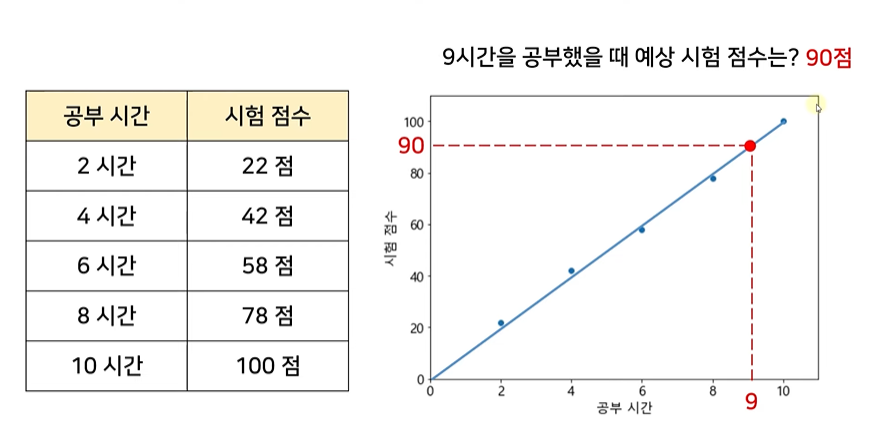 9시간을 공부했을 때 예상 시험 점수는? 90점
공부 시간 시험 점수
2 시간 22 점
4 시간 42 점
6 시간 58 점
8 시간 78 점
10 시간 100 점
100
90
80
60
40
20
0
시험 점수
0 2 4 6 8 10
9
공부 시간